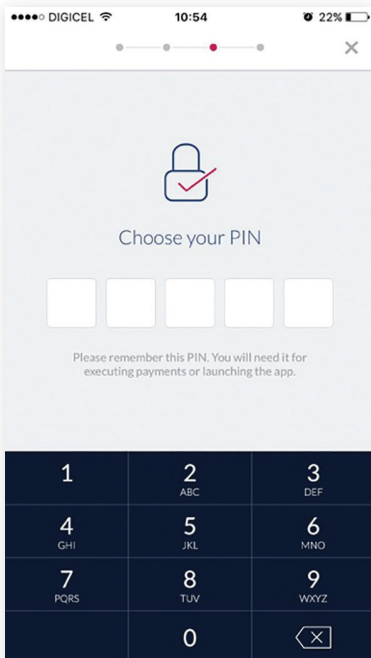 DIGICEL 10:54 22%
Choose your PIN
Please remember this PIN. You will need it for
executing payments or launching the app.
1 2 3
ABC DEF
4 5 6
GHI JKL MNO
7 8 9
PQRS TUV WXYZ
0